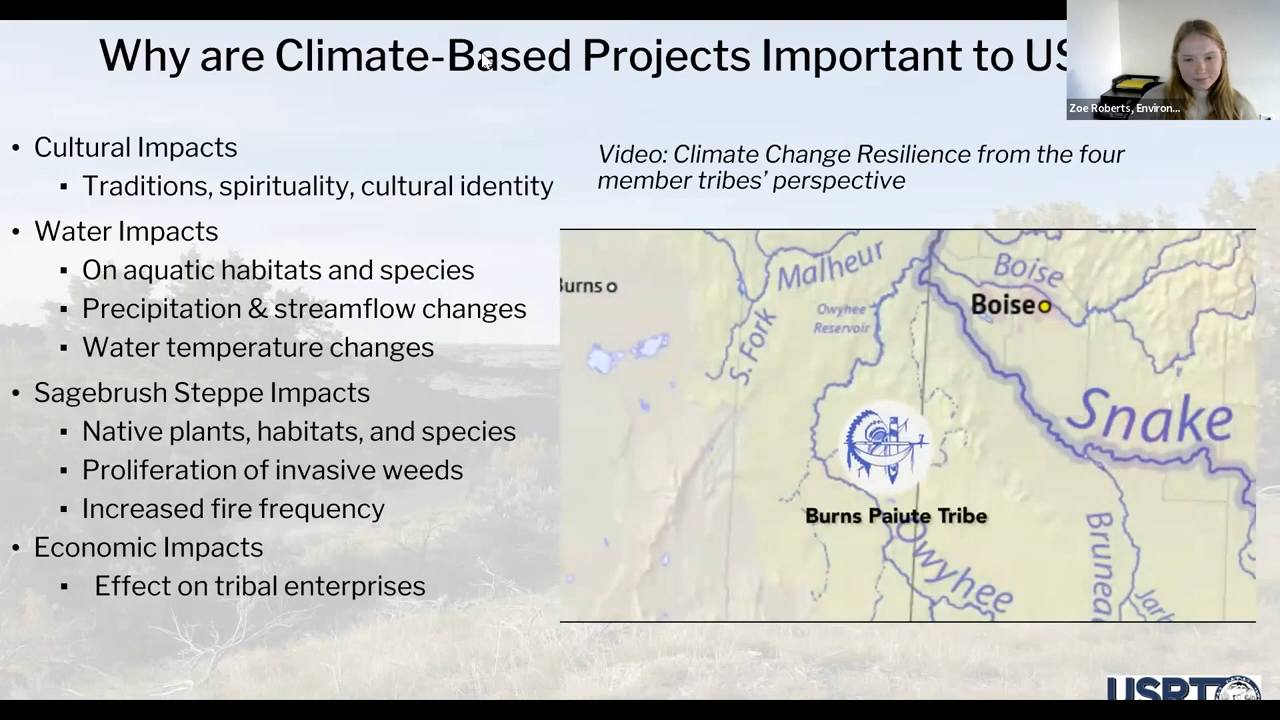 Why are Climate-Based Projects Important to US
Zoe Roberts, Environ...
• Cultural Impacts
▪ Traditions, spirituality, cultural identity
• Water Impacts
▪ On aquatic habitats and species
▪ Precipitation & streamflow changes
▪ Water temperature changes
• Sagebrush Steppe Impacts
▪ Native plants, habitats, and species
▪ Proliferation of invasive weeds
▪ Increased fire frequency
• Economic Impacts
▪ Effect on tribal enterprises
Video: Climate Change Resilience from the four
member tribes’ perspective
Burns
Malheur
S. Fork
Owyhee
Reservoir
Boise
Boise
Snake
Burns Paiute Tribe
Owyhee
Bruneau
Jarb
USRT